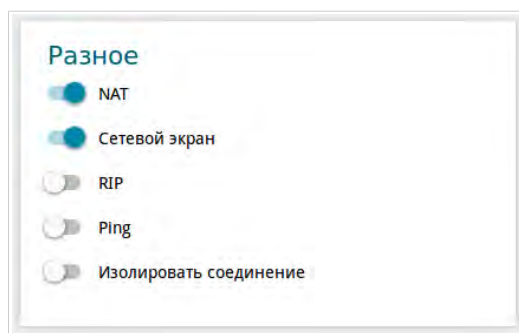 Разное
NAT
Сетевой экран
RIP
Ping
Изолировать соединение